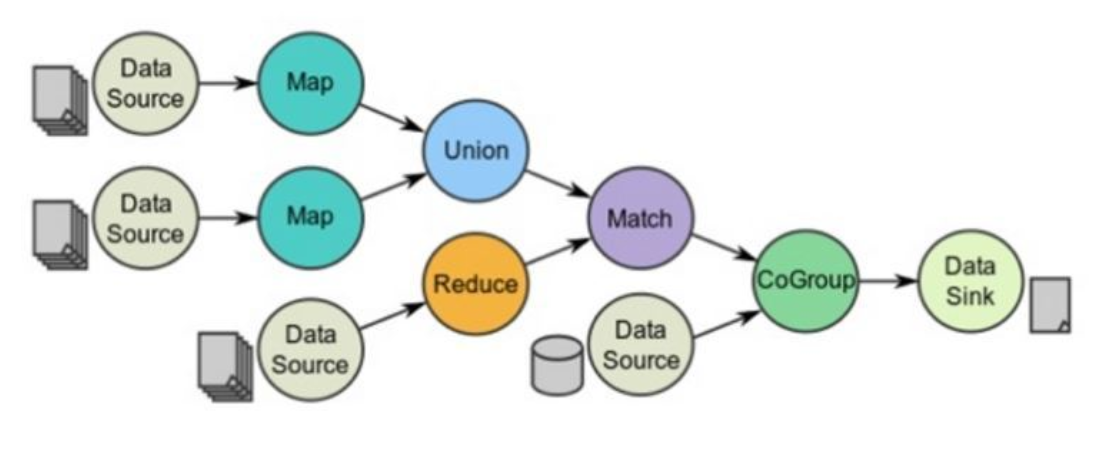 Data
Source
Map
Union
Data
Source
Map
Match
Reduce
CoGroup
Data
Sink
Data
Source
Data
Source